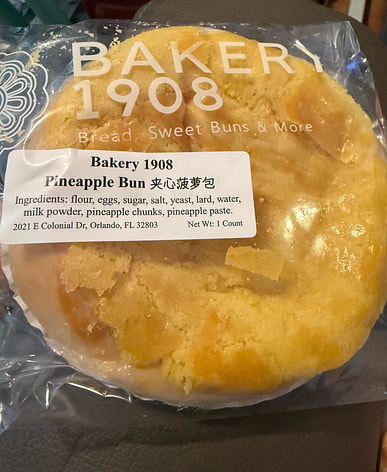 BAKERY
1908
Bread, Sweet Buns & More
Bakery 1908
Pineapple Bun 夹心菠萝包
Ingredients: flour, eggs, sugar, salt, yeast, lard, water,
milk powder, pineapple chunks, pineapple paste.
2021 E Colonial Dr, Orlando, FL 32803 Net Wt: 1 Count